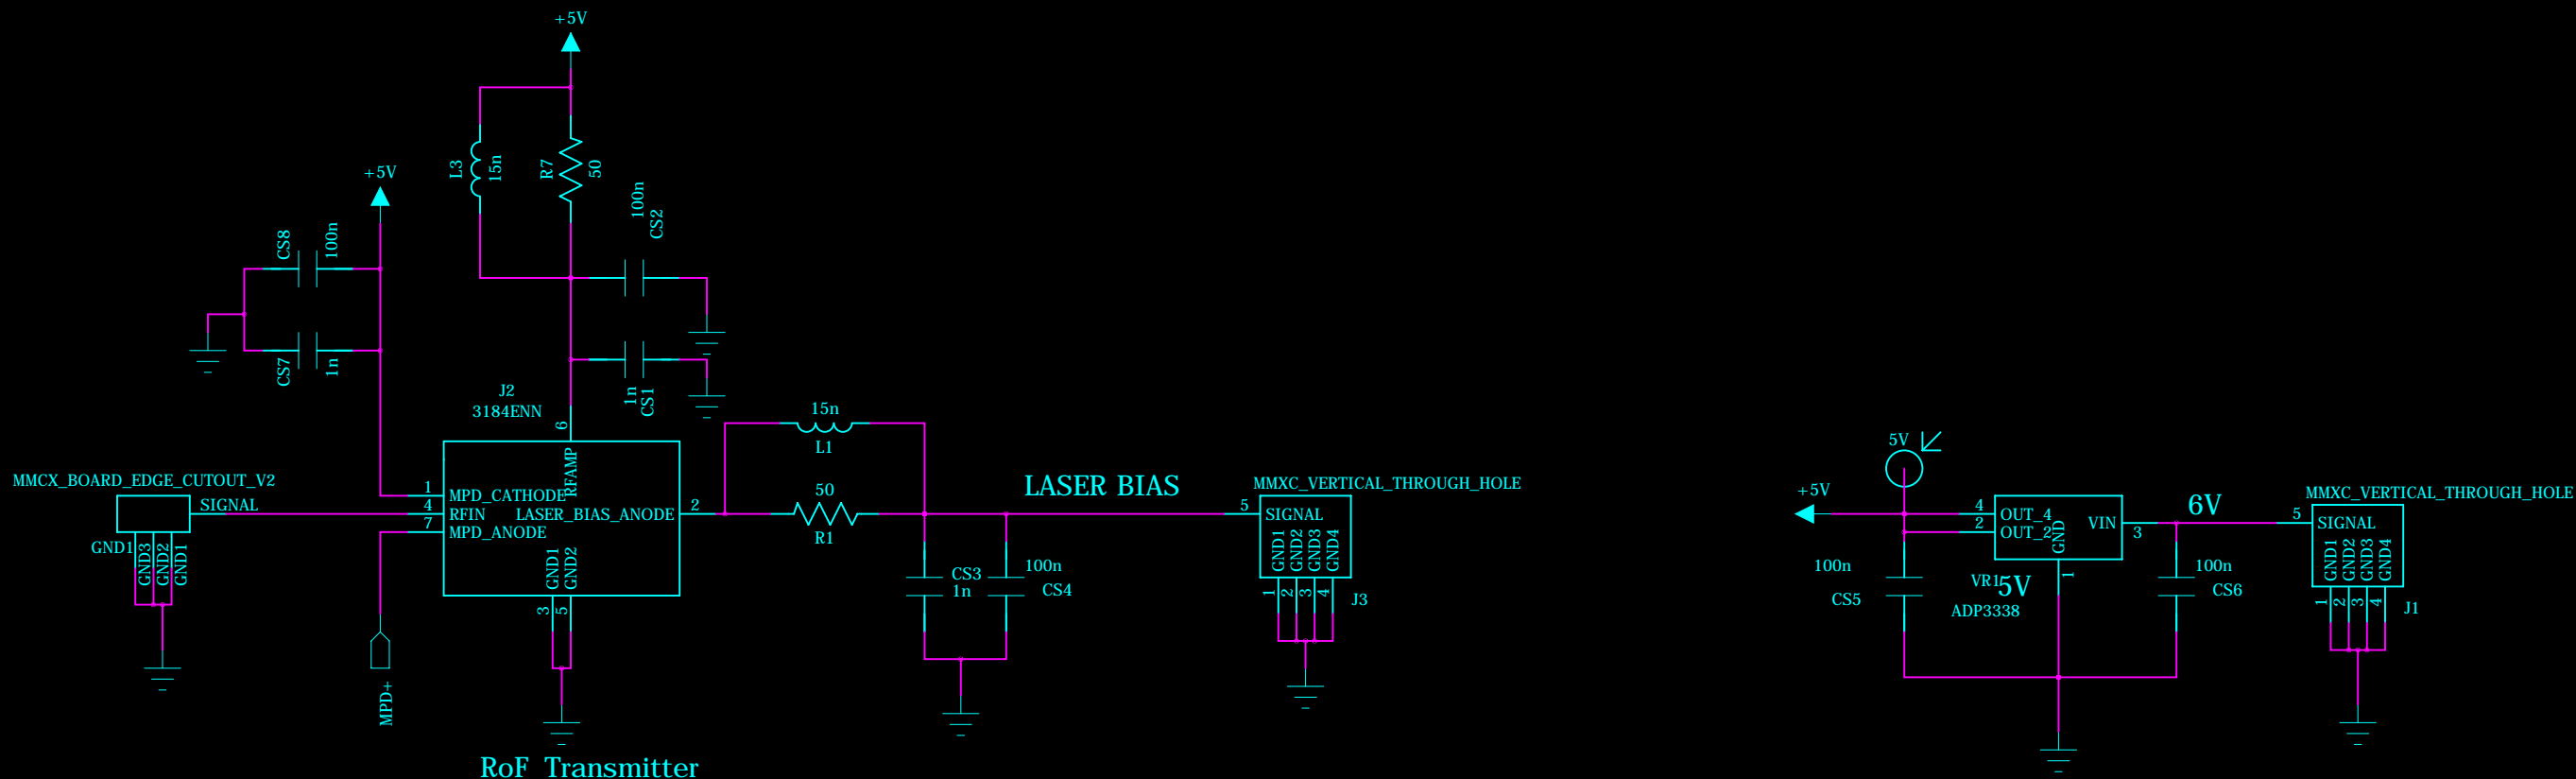 +5V
+5V
L3
15n
R7
50
100n
CS2
CS8
100n
CS7
1n
1n
CS1
J2
3184ENN
6
RFAMP
1
MPD_CATHODE
4
RFIN
7
MPD_ANODE
LASER_BIAS_ANODE
2
GND1
GND2
3
5
MMCX_BOARD_EDGE_CUTOUT_V2
SIGNAL
GND1
GND3
GND2
GND1
MPD+
15n
L1
50
R1
LASER BIAS
CS3
1n
100n
CS4
MMXC_VERTICAL_THROUGH_HOLE
5
SIGNAL
GND1
GND2
GND3
GND4
1
2
3
4
J3
RoF Transmitter
5V
+5V
4
OUT_4
2
OUT_2
GND
VIN
3
1
6V
100n
CS5
VR1
5V
ADP3338
100n
CS6
MMXC_VERTICAL_THROUGH_HOLE
5
SIGNAL
GND1
GND2
GND3
GND4
1
2
3
4
J1